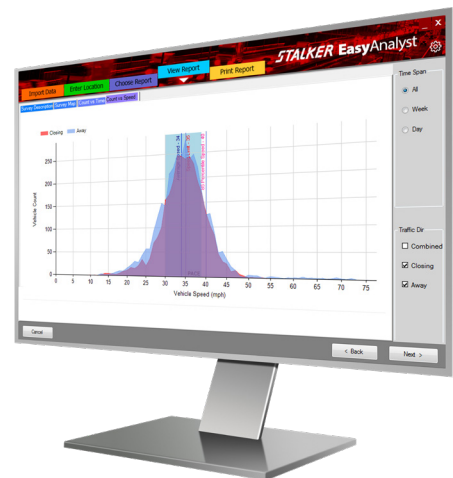 STALKER EasyAnalyst
x
Import Data
Enter Location
Choose Report
View Report
Print Report
Survey Description
Survey Map
Count vs Time
Count vs Speed
Closing
Away
Vehicle Count
250
200
150
100
50
0
0 5 10 15 20 25 30 35 40 45 50 55 60 65 70 75
Vehicle Speed (mph)
Time Span
All
Week
Day
Traffic Dir
Combined
Closing
Away
Cancel
< Back
Next >